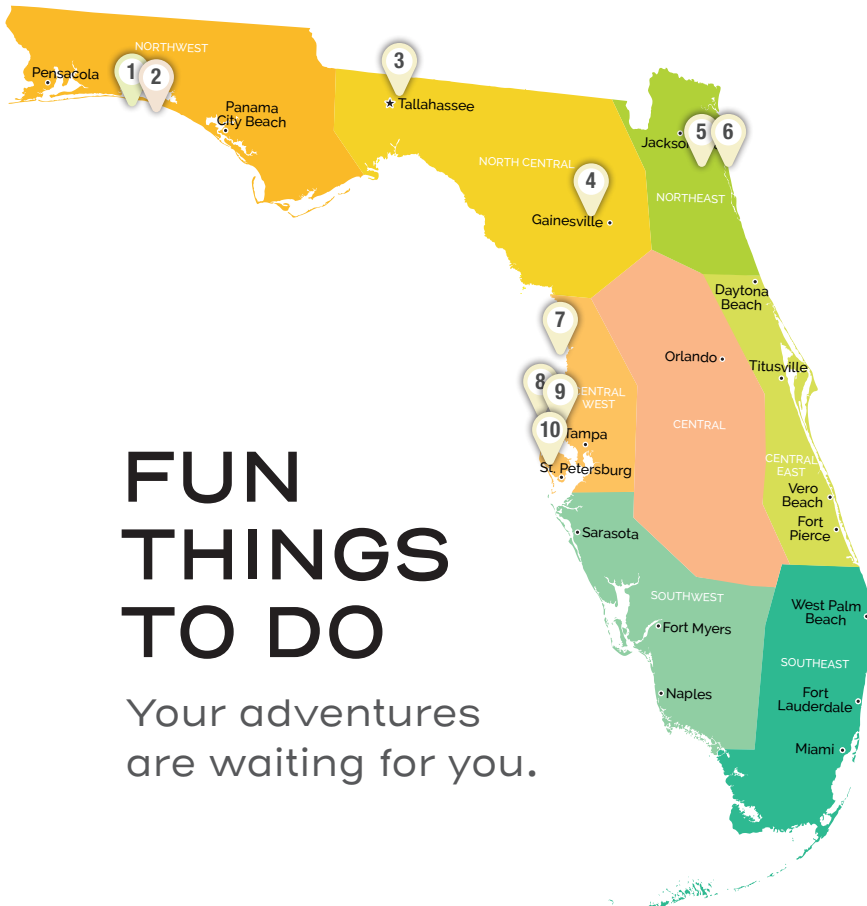 NORTHWEST
Pensacola
1
2
Panama
City Beach
3
Tallahassee
NORTH CENTRAL
4
Gainesville
5
6
NORTHEAST
Daytona
Beach
7
Orlando
Titusville
8
9
WEST
CENTRAL
10
Tampa
St. Petersburg
CENTRAL
EAST
Vero
Beach
Fort
Pierce
Sarasota
FUN
THINGS
TO DO
Your adventures
are waiting for you.
SOUTHWEST
Fort Myers
Naples
West Palm
Beach
SOUTHEAST
Fort
Lauderdale
Miami